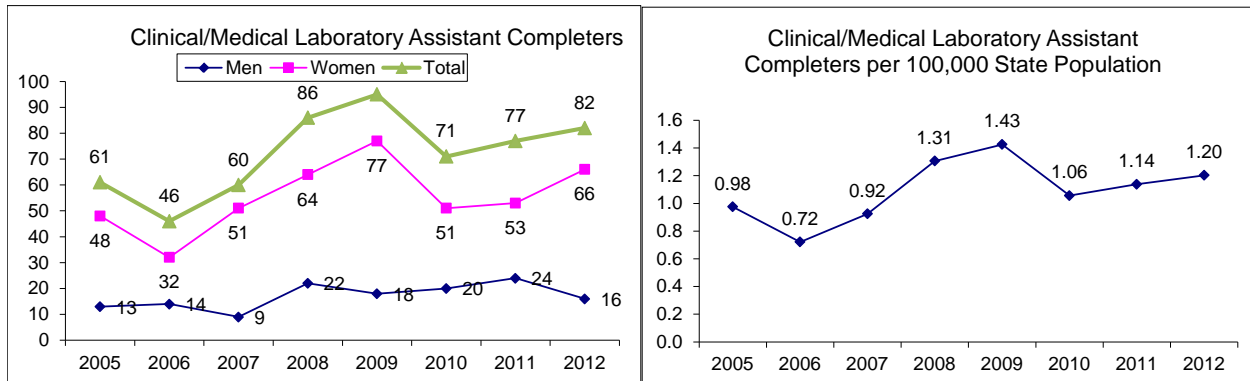 Clinical/Medical Laboratory Assistant Completers
Men Women Total
100
90
80
70
60
50
40
30
20
10
0
61 46 60 86 71 77 82
48 32 51 64 77 51 53 66
13 14 9 22 18 20 24 16
2005 2006 2007 2008 2009 2010 2011 2012
Clinical/Medical Laboratory Assistant
Completers per 100,000 State Population
1.6
1.4
1.2
1.0
0.8
0.6
0.4
0.2
0.0
0.98 0.72 0.92 1.31 1.43 1.06 1.14 1.20
2005 2006 2007 2008 2009 2010 2011 2012